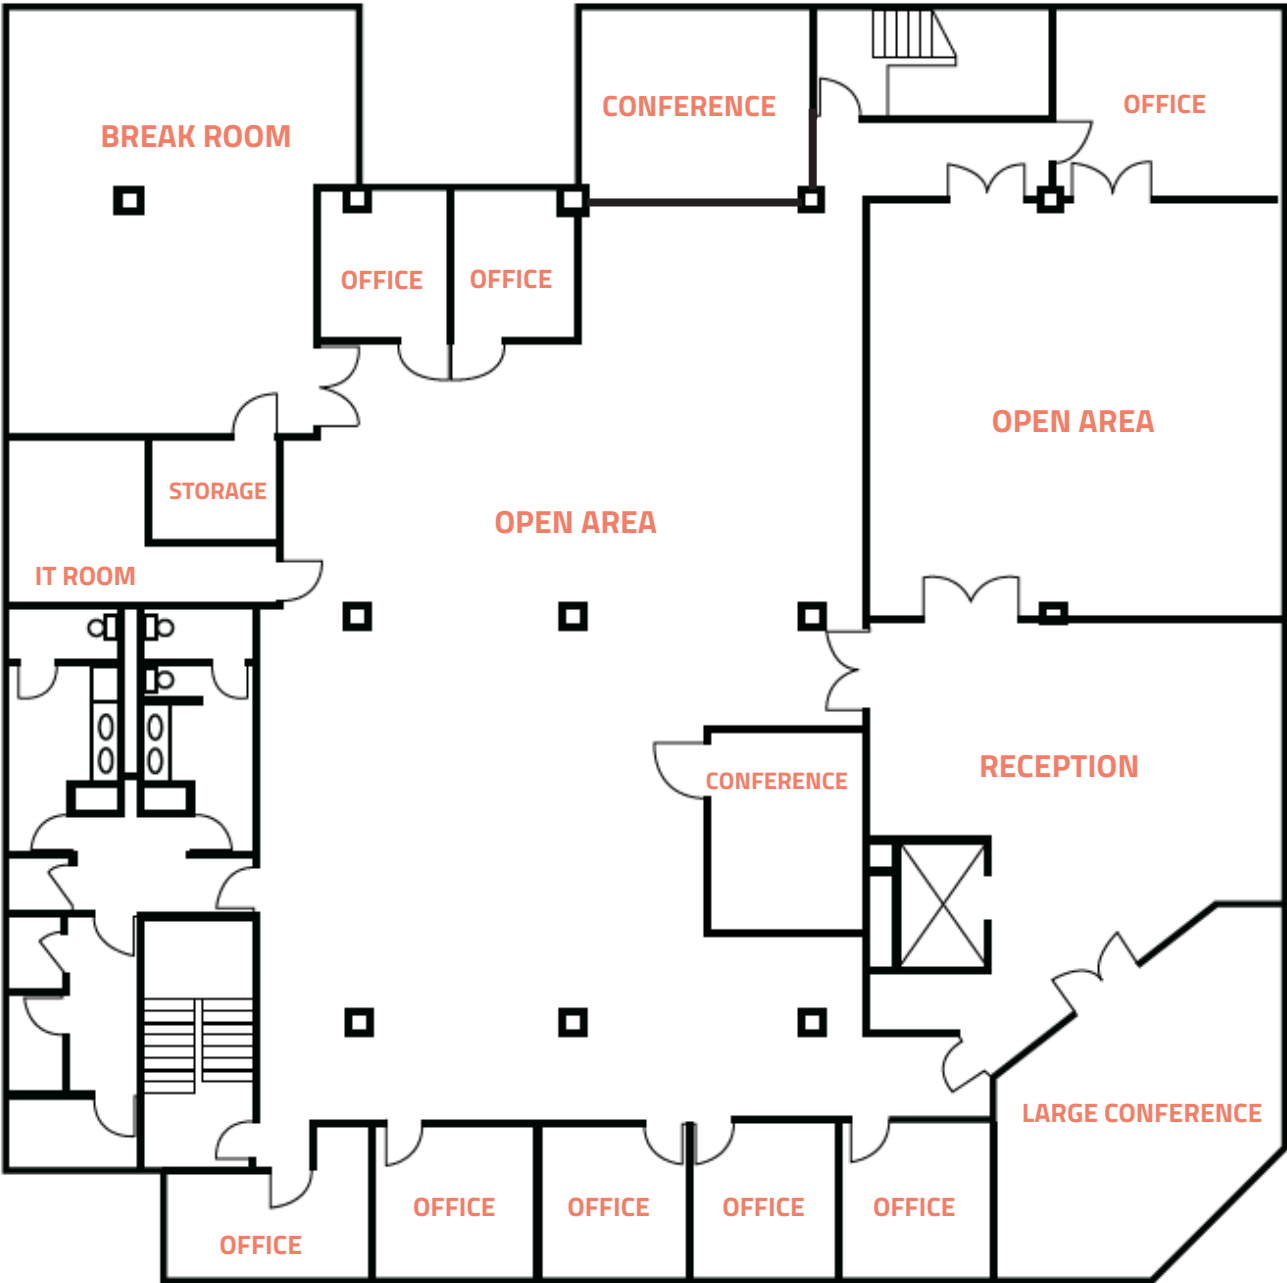 CONFERENCE
OFFICE
BREAK ROOM
OFFICE
OFFICE
OPEN AREA
STORAGE
OPEN AREA
IT ROOM
RECEPTION
CONFERENCE
LARGE CONFERENCE
OFFICE
OFFICE
OFFICE
OFFICE
OFFICE